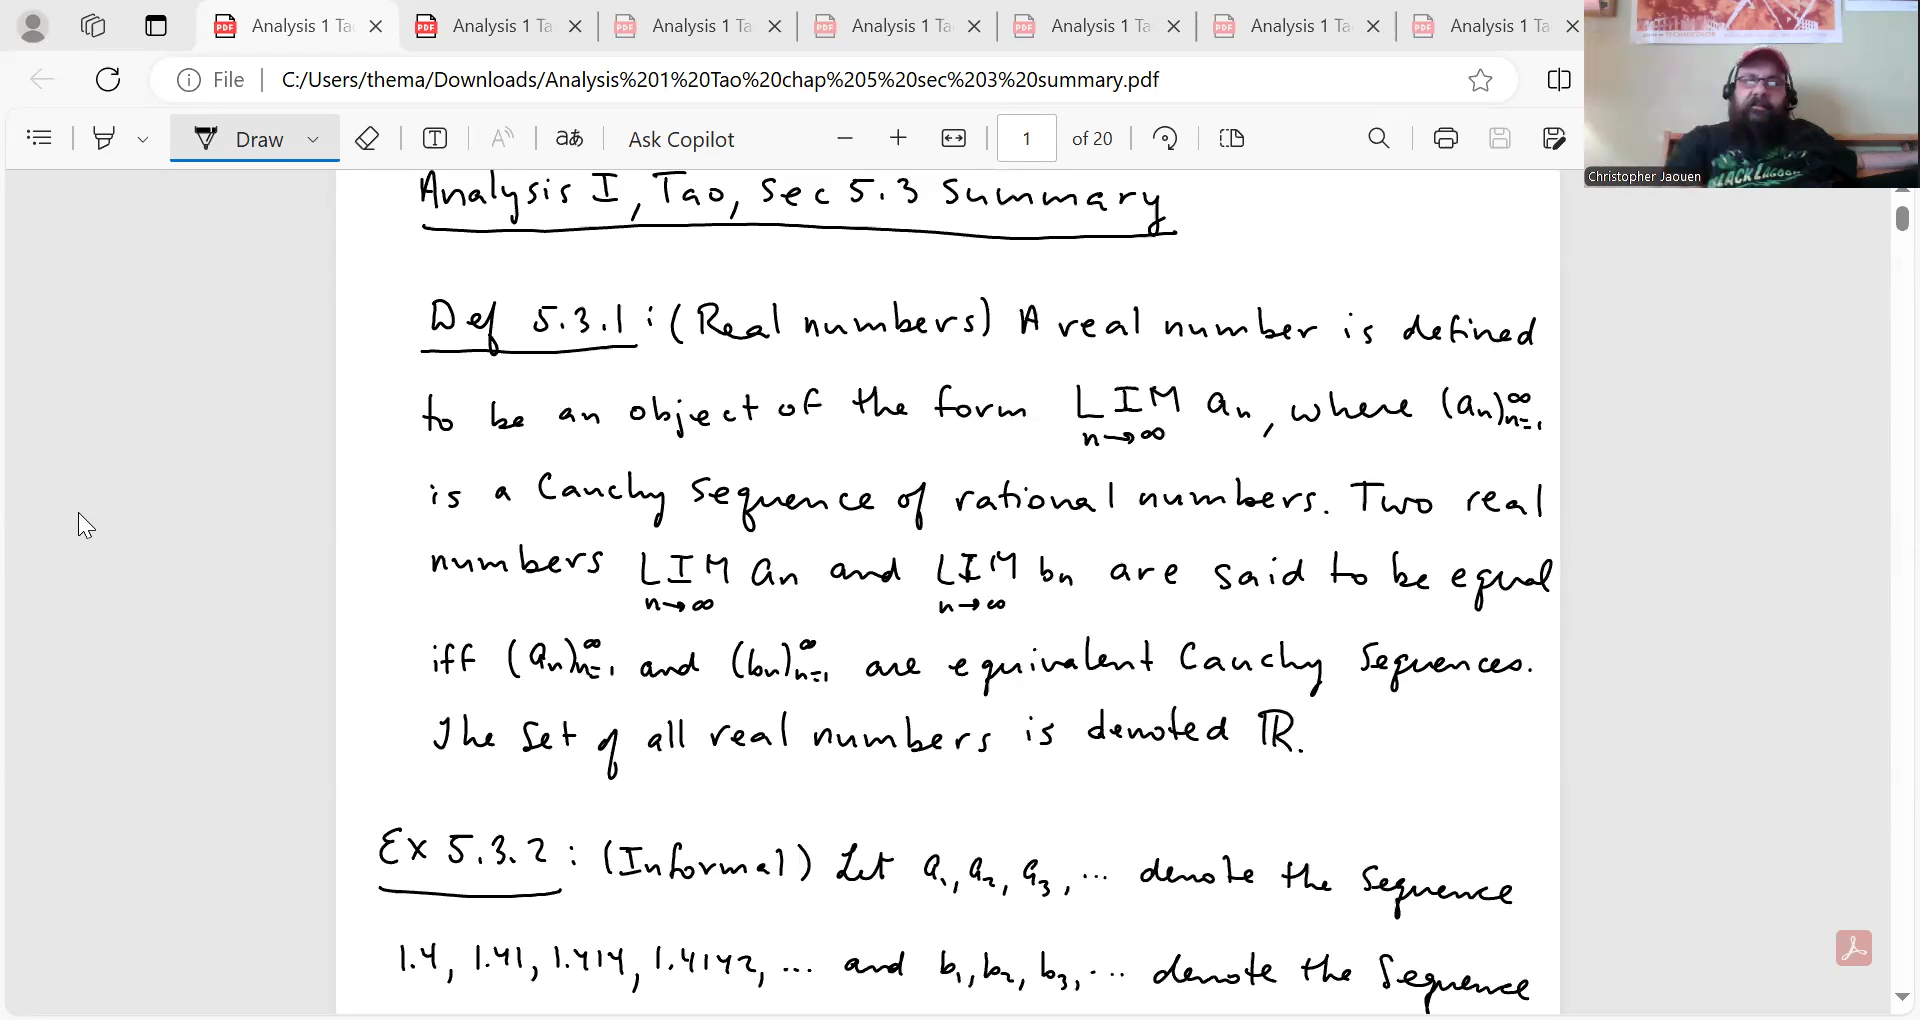 Analysis 1 Ta
Analysis 1 Ta
Analysis 1 Ta
Analysis 1 Ta
Analysis 1 Ta
Analysis 1 Ta
Analysis 1 Ta
File
C:/Users/thema/Downloads/Analysis%201%20Tao%20chap%205%20sec%203%20summary.pdf
Draw
Ask Copilot
1 of 20
Christopher Jaouen
BLACK LAGOON
Analysis I, Tao, Sec 5.3 Summary
Def 5.3.1: (Real numbers) A real number is defined
to be an object of the form LIM n→∞ aₙ, where (aₙ)∞n=1
is a Cauchy Sequence of rational numbers. Two real
numbers LIM n→∞ aₙ and LIM n→∞ bₙ are said to be equal
iff (aₙ)∞n=1 and (bₙ)∞n=1 are equivalent Cauchy Sequences.
The set of all real numbers is denoted ℝ.
Ex 5.3.2: (Informal) Let a₁, a₂, a₃, ... denote the Sequence
1.4, 1.41, 1.414, 1.4142, ... and b₁, b₂, b₃, ... denote the Sequence